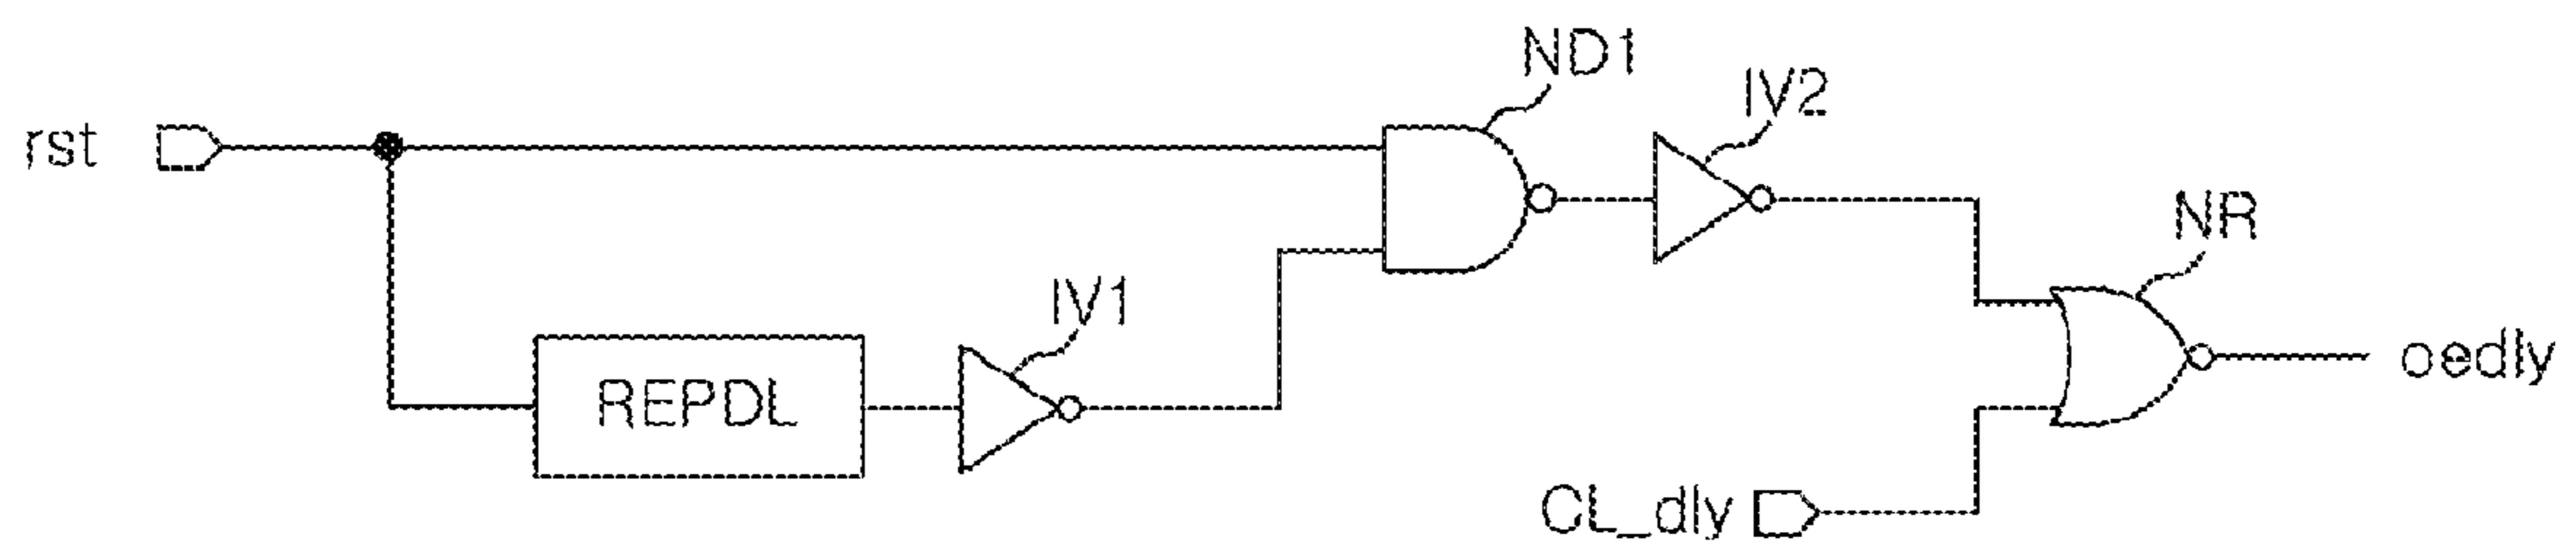 ND1
IV2
rst
NR
IV1
oedly
REPDL
CL_dly